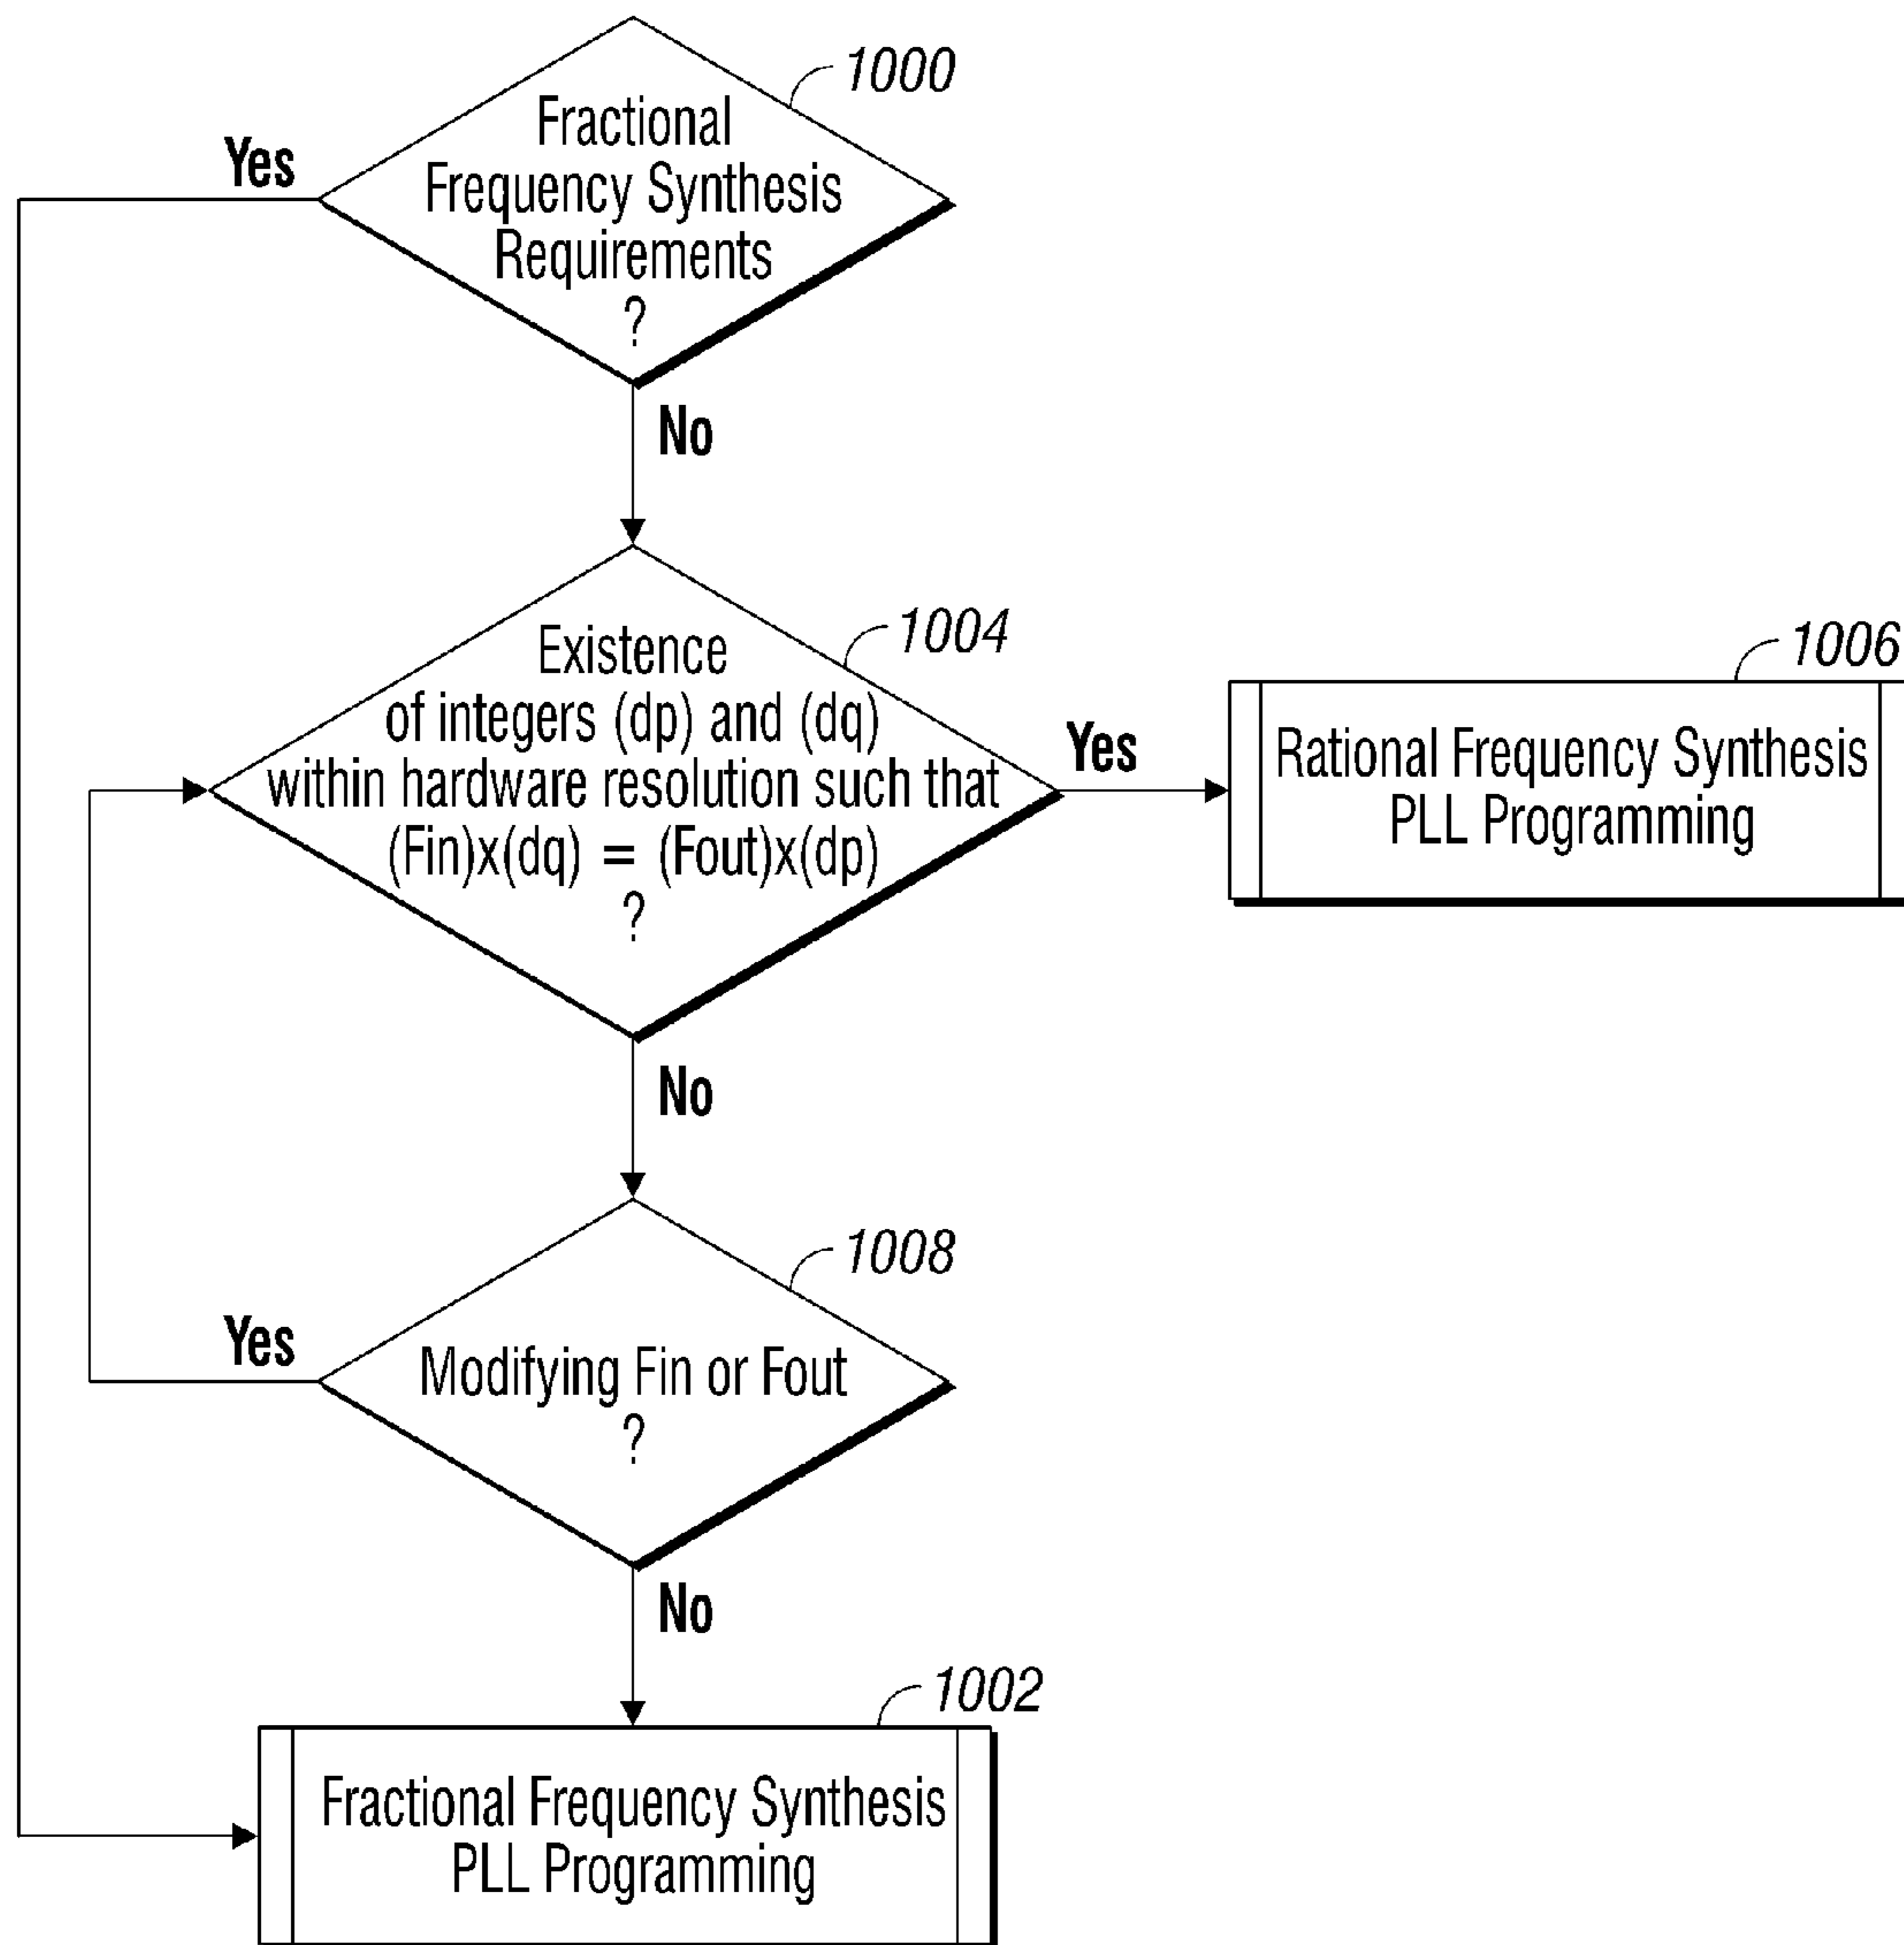 1000
Fractional
Frequency Synthesis
Requirements
?
Yes
No
1004
Existence
of integers (dp) and (dq)
within hardware resolution such that
(Fin)x(dq) = (Fout)x(dp)
?
Yes
1006
Rational Frequency Synthesis
PLL Programming
No
1008
Modifying Fin or Fout
?
Yes
No
1002
Fractional Frequency Synthesis
PLL Programming